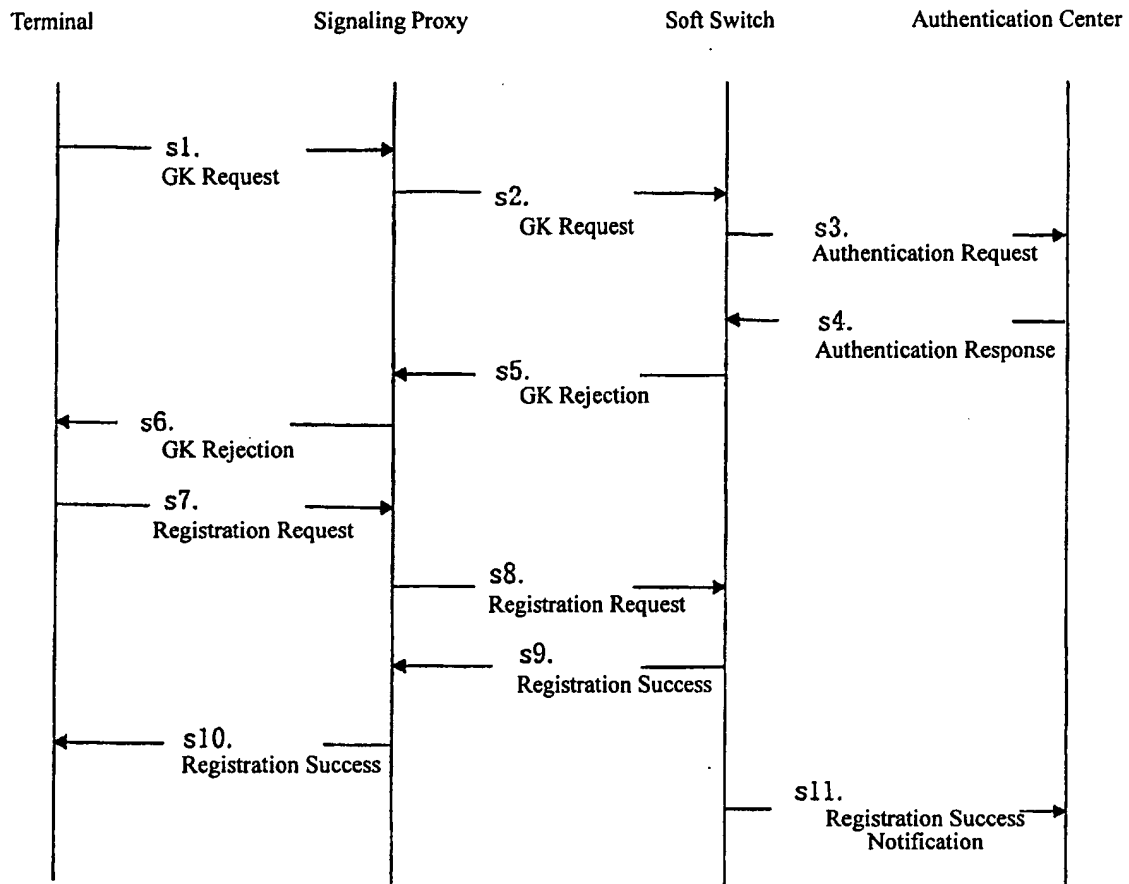 Terminal
Signaling Proxy
Soft Switch
Authentication Center
s1.
GK Request
s2.
GK Request
s3.
Authentication Request
s4.
Authentication Response
s5.
GK Rejection
s6.
GK Rejection
s7.
Registration Request
s8.
Registration Request
s9.
Registration Success
s10.
Registration Success
s11.
Registration Success
Notification